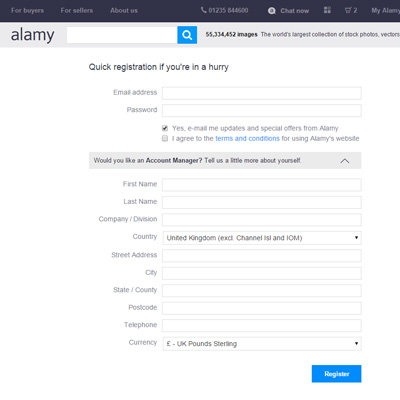 For buyers For sellers About us 01235 844600 Chat now 2 My Alamy
alamy 55,334,452 images The world's largest collection of stock photos, vectors
Quick registration if you're in a hurry
Email address
Password
Yes, e-mail me updates and special offers from Alamy
I agree to the terms and conditions for using Alamy's website
Would you like an Account Manager? Tell us a little more about yourself.
First Name
Last Name
Company / Division
Country United Kingdom (excl. Channel Isl and IOM)
Street Address
City
State / County
Postcode
Telephone
Currency £ - UK Pounds Sterling
Register